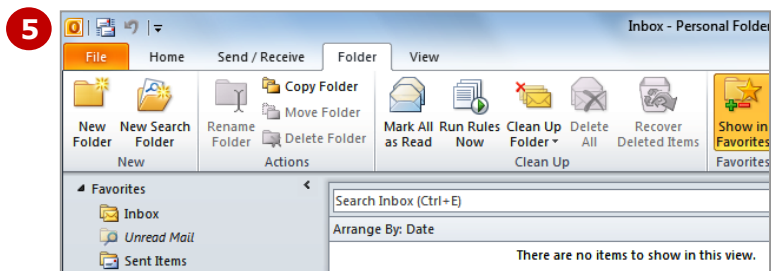 5
Inbox - Personal Folder
File Home Send / Receive Folder View
New Folder
New Search Folder
Rename Folder
Copy Folder
Move Folder
Delete Folder
Mark All as Read
Run Rules Now
Clean Up Folder
Delete All
Recover Deleted Items
Show in Favorites
New Actions Clean Up Favorites
Favorites
Inbox
Unread Mail
Sent Items
Search Inbox (Ctrl+E)
Arrange By: Date
There are no items to show in this view.